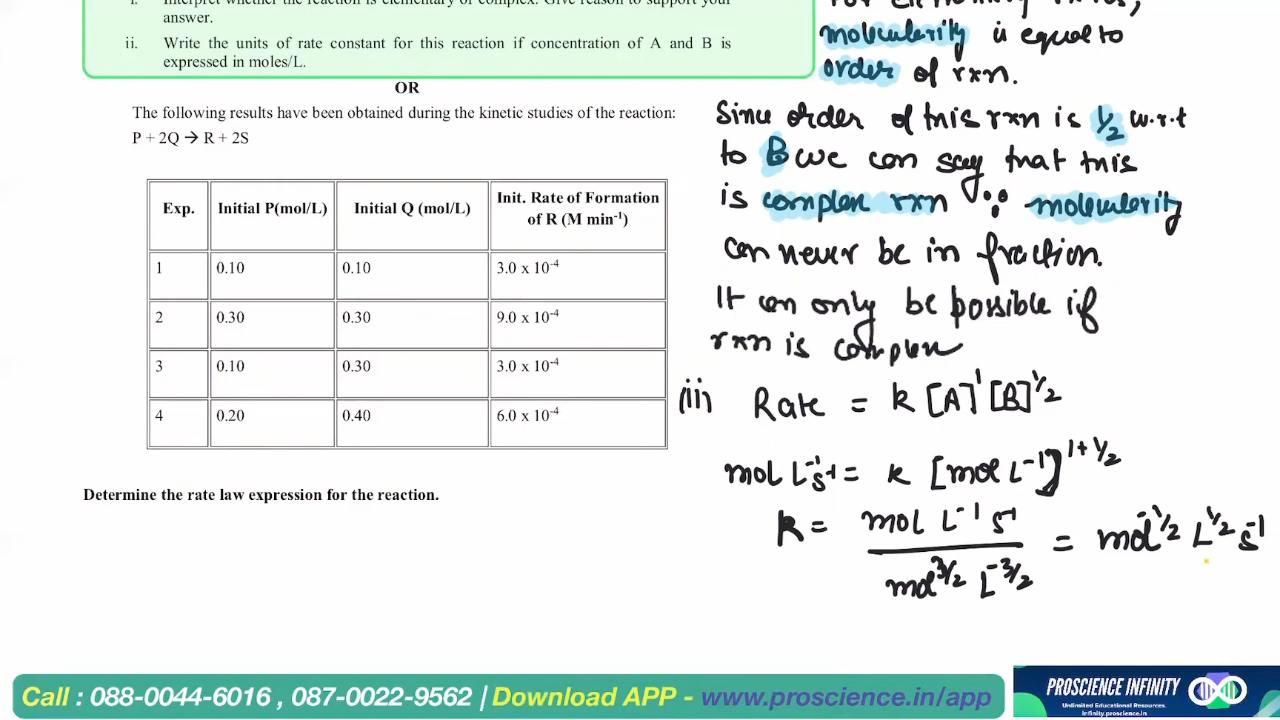 i. Interpret whether the reaction is elementary or complex. Give reason to support your
answer.
ii. Write the units of rate constant for this reaction if concentration of A and B is
expressed in moles/L.
OR
The following results have been obtained during the kinetic studies of the reaction:
P + 2Q → R + 2S
Exp. Initial P(mol/L) Initial Q (mol/L) Init. Rate of Formation of R (M min⁻¹)
1 0.10 0.10 3.0 x 10⁻⁴
2 0.30 0.30 9.0 x 10⁻⁴
3 0.10 0.30 3.0 x 10⁻⁴
4 0.20 0.40 6.0 x 10⁻⁴
Determine the rate law expression for the reaction.
molecularity is equal to
order of rxn.
Since order of this rxn is 1/2 w.r.t
to B we can say that this
is complex rxn ∵ molecularity
can never be in fraction.
It can only be possible if
rxn is complex
(ii) Rate = k [A]¹ [B]^1/2
mol L⁻¹ s⁻¹ = k [mol L⁻¹]^1+1/2
k = mol L⁻¹ s⁻¹ / mol^3/2 L^-3/2 = mol^-1/2 L^1/2 s⁻¹
Call : 088-0044-6016 , 087-0022-9562 | Download APP - www.proscience.in/app
PROSCIENCE INFINITY
Unlimited Educational Resources.
infinity.proscience.in